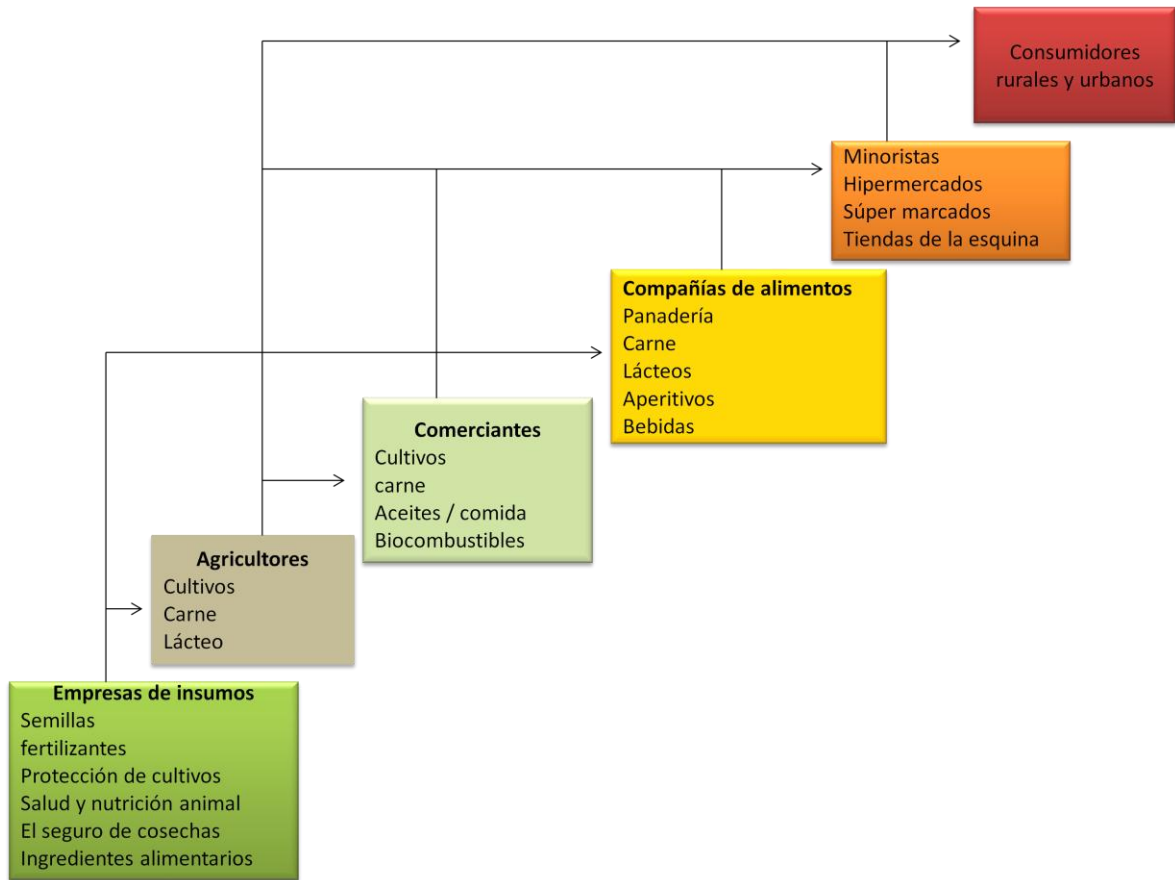 Consumidores
rurales y urbanos
Minoristas
Hipermercados
Súper marcados
Tiendas de la esquina
Compañías de alimentos
Panadería
Carne
Lácteos
Aperitivos
Bebidas
Comerciantes
Cultivos
carne
Aceites / comida
Biocombustibles
Agricultores
Cultivos
Carne
Lácteo
Empresas de insumos
Semillas
fertilizantes
Protección de cultivos
Salud y nutrición animal
El seguro de cosechas
Ingredientes alimentarios